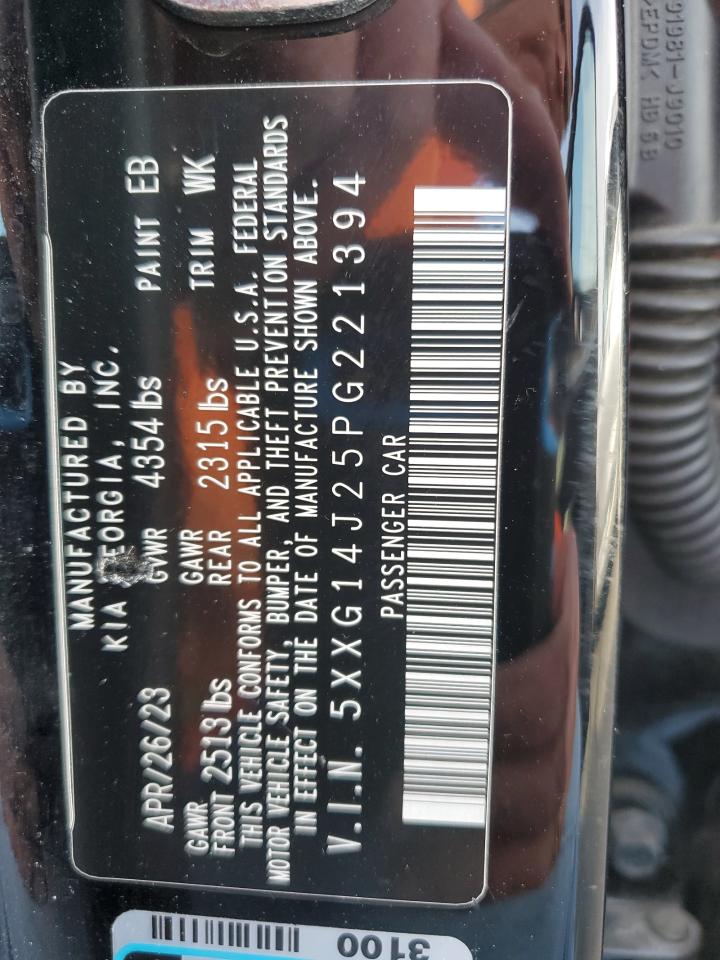 MANUFACTURED BY
KIA GEORGIA, INC.
APR/26/23 GVWR 4354 lbs PAINT EB
GAWR FRONT 2513 lbs GAWR REAR 2315 lbs TRIM WK
THIS VEHICLE CONFORMS TO ALL APPLICABLE U.S.A. FEDERAL
MOTOR VEHICLE SAFETY, BUMPER, AND THEFT PREVENTION STANDARDS
IN EFFECT ON THE DATE OF MANUFACTURE SHOWN ABOVE.
V.I.N. 5XXG14J25PG221394
PASSENGER CAR
3100
91981-J9010